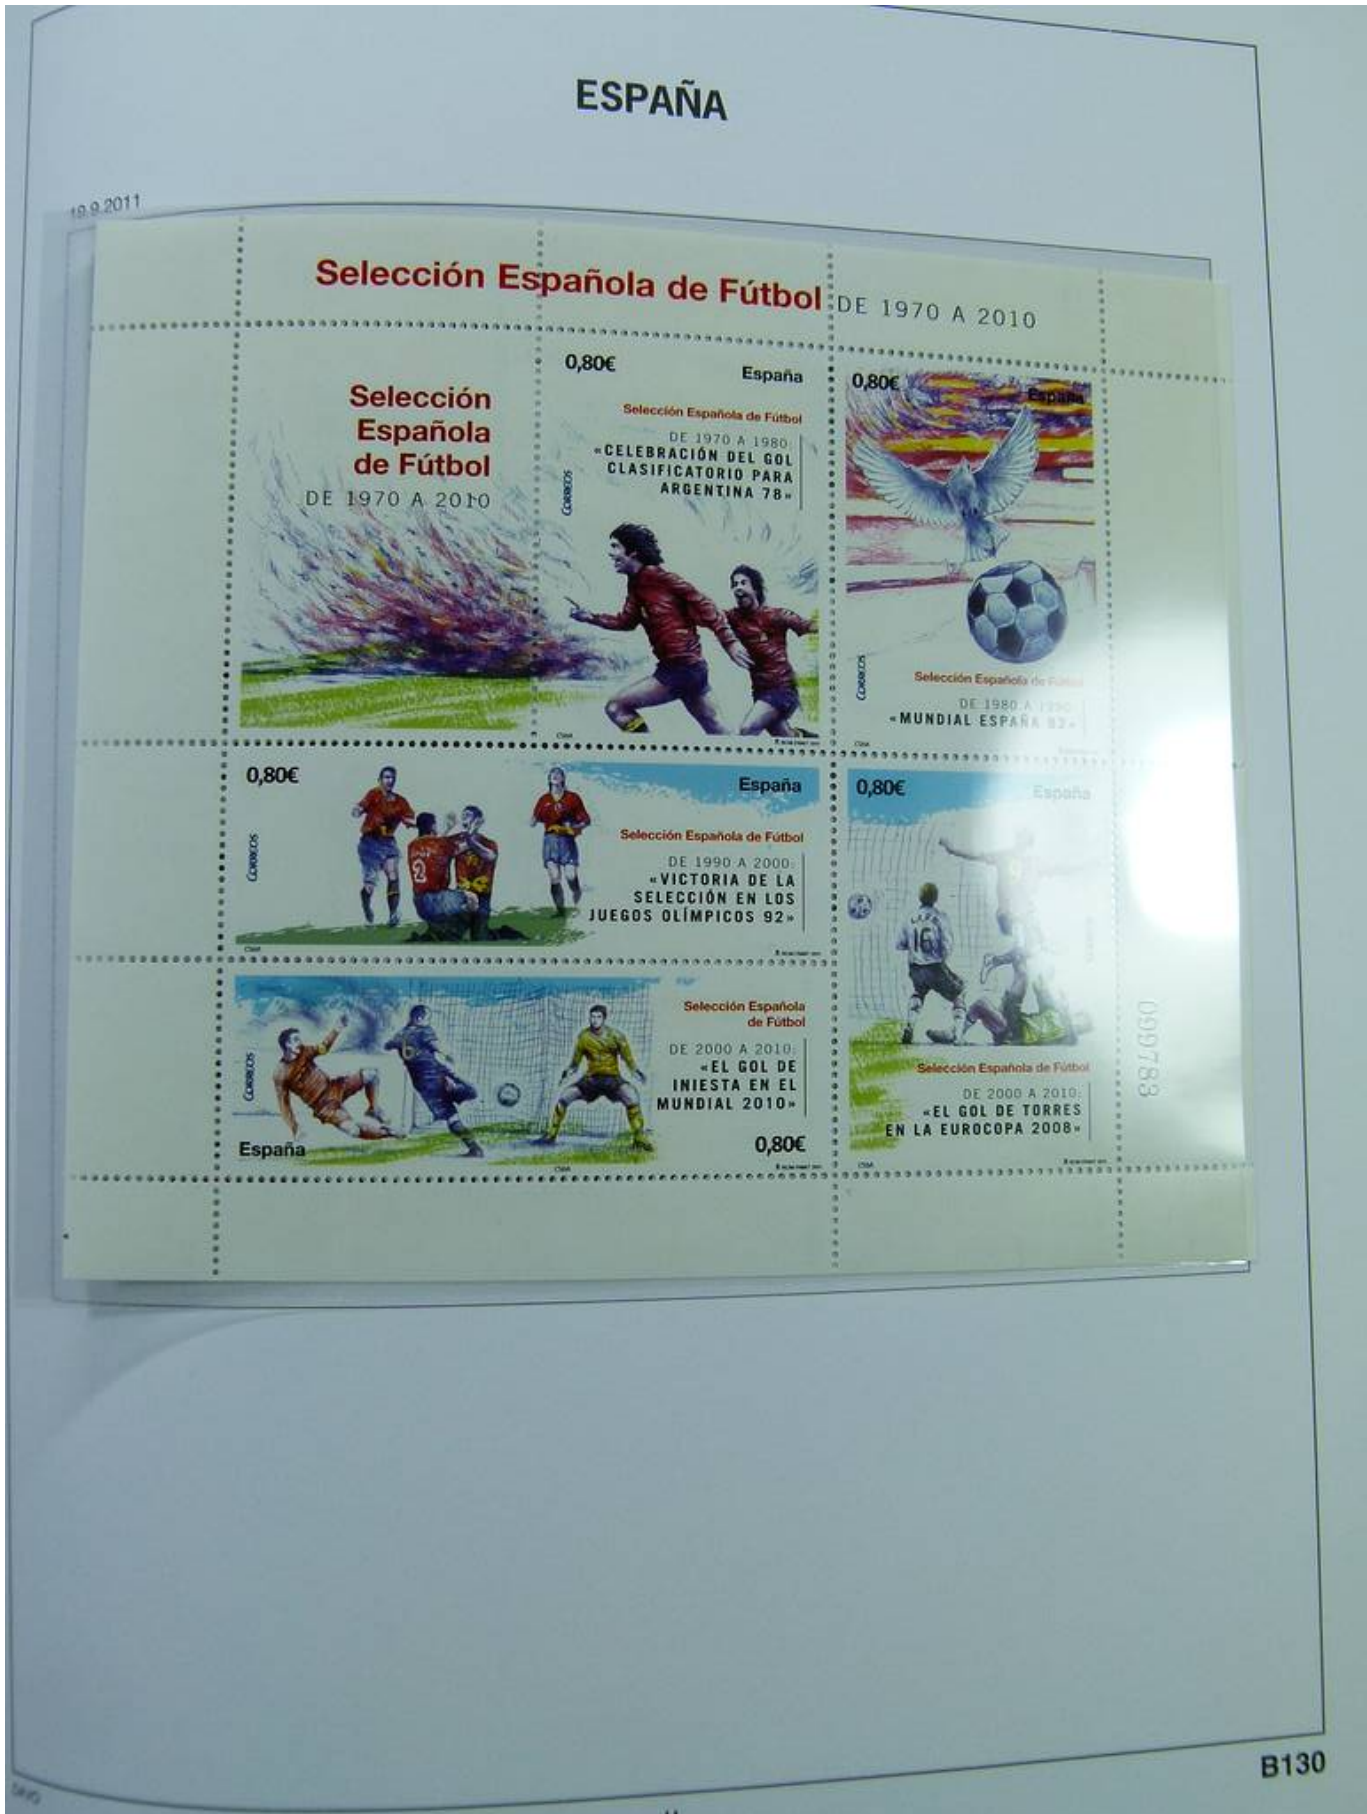 ESPAÑA
19.9.2011
Selección Española de Fútbol DE 1970 A 2010
Selección
Española
de Fútbol
DE 1970 A 2010
0,80€
España
Selección Española de Fútbol
DE 1970 A 1980:
«CELEBRACIÓN DEL GOL
CLASIFICATORIO PARA
ARGENTINA 78»
CORREOS
0,80€
España
CORREOS
Selección Española de Fútbol
DE 1980 A 1990:
«MUNDIAL ESPAÑA 82»
0,80€
España
CORREOS
2
Selección Española de Fútbol
DE 1990 A 2000:
«VICTORIA DE LA
SELECCIÓN EN LOS
JUEGOS OLÍMPICOS 92»
0,80€
España
LAHM
16
9
Selección Española de Fútbol
DE 2000 A 2010:
«EL GOL DE TORRES
EN LA EUROCOPA 2008»
CORREOS
6
Selección Española
de Fútbol
DE 2000 A 2010:
«EL GOL DE
INIESTA EN EL
MUNDIAL 2010»
España
0,80€
099783
B130